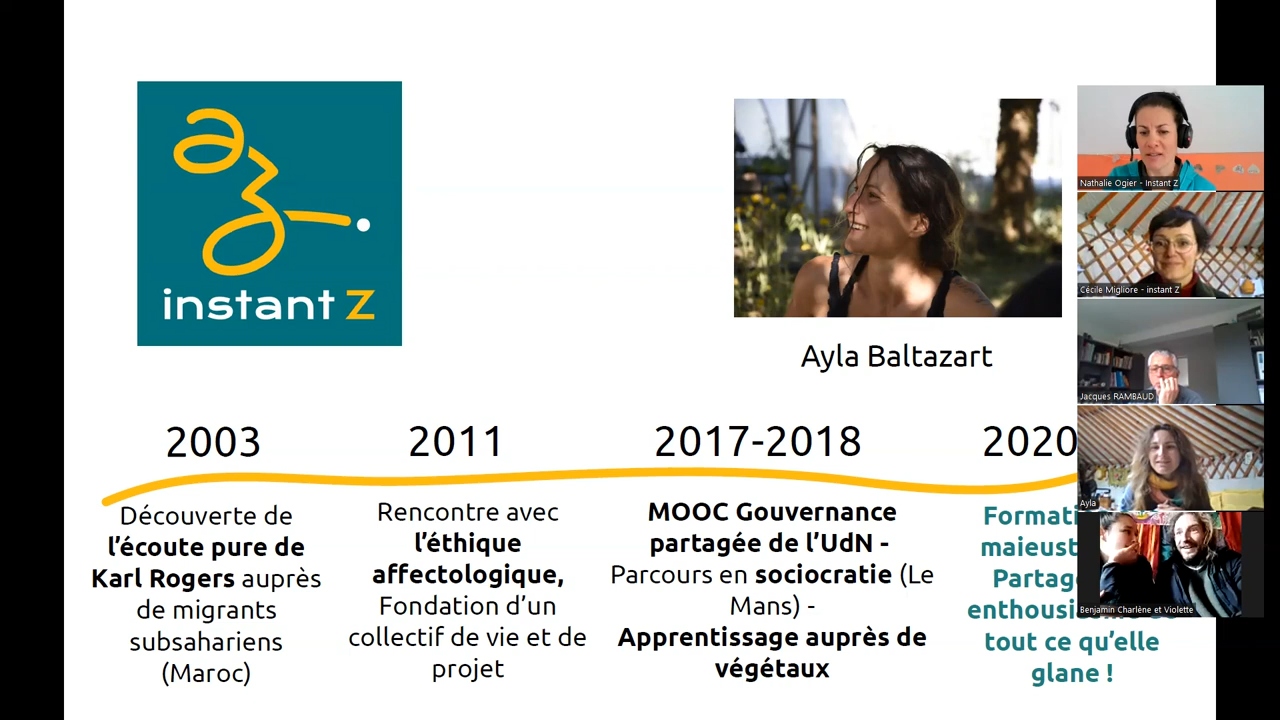 az.
instant Z
Ayla Baltazart
2003
2011
2017-2018
2020
Découverte de
l'écoute pure de
Karl Rogers auprès
de migrants
subsahariens
(Maroc)
Rencontre avec
l'éthique
affectologique,
Fondation d'un
collectif de vie et de
projet
MOOC Gouvernance
partagée de l'UdN -
Parcours en sociocratie (Le
Mans) -
Apprentissage auprès de
végétaux
tout ce qu'elle
glane !
Nathalie Ogier - Instant Z
Cécile Migliore - instant Z
Jacques RAMBAUD
Ayla
Benjamin Charlène et Violette